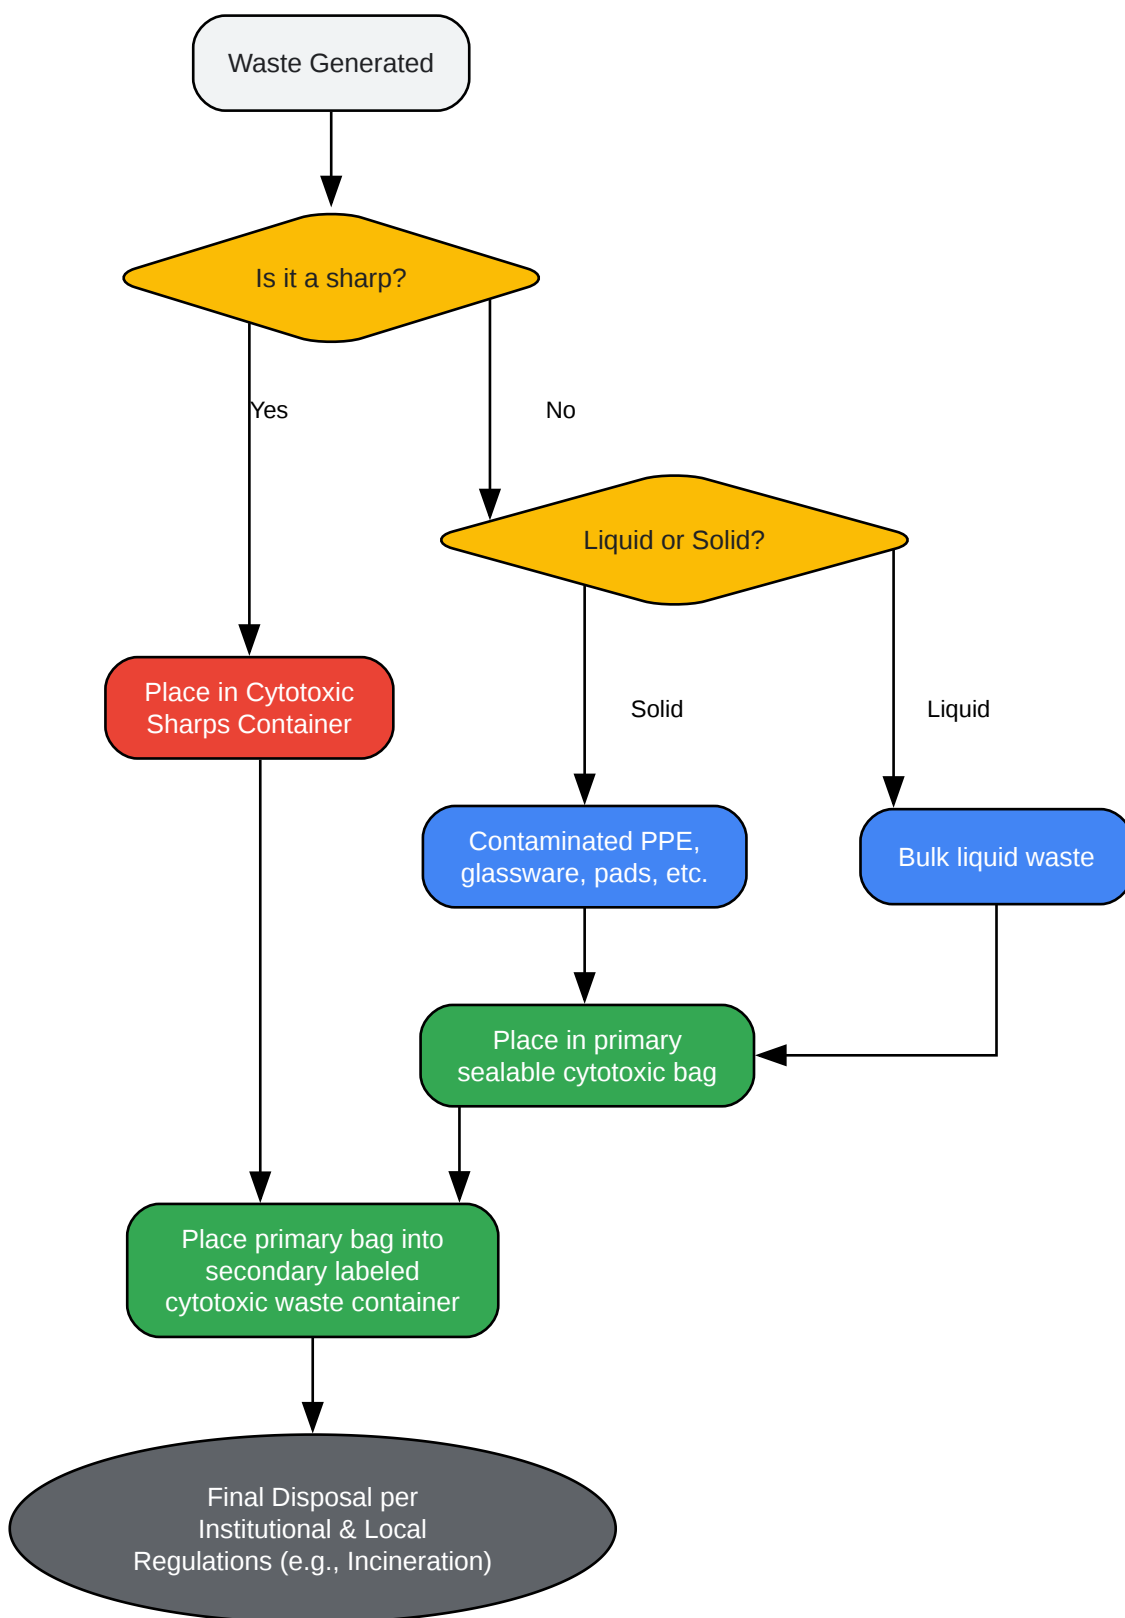 Waste Generated
Is it a sharp?
Yes
No
Liquid or Solid?
Place in Cytotoxic
Sharps Container
Solid
Liquid
Contaminated PPE,
glassware, pads, etc.
Bulk liquid waste
Place in primary
sealable cytotoxic bag
Place primary bag into
secondary labeled
cytotoxic waste container
Final Disposal per
Institutional & Local
Regulations (e.g., Incineration)